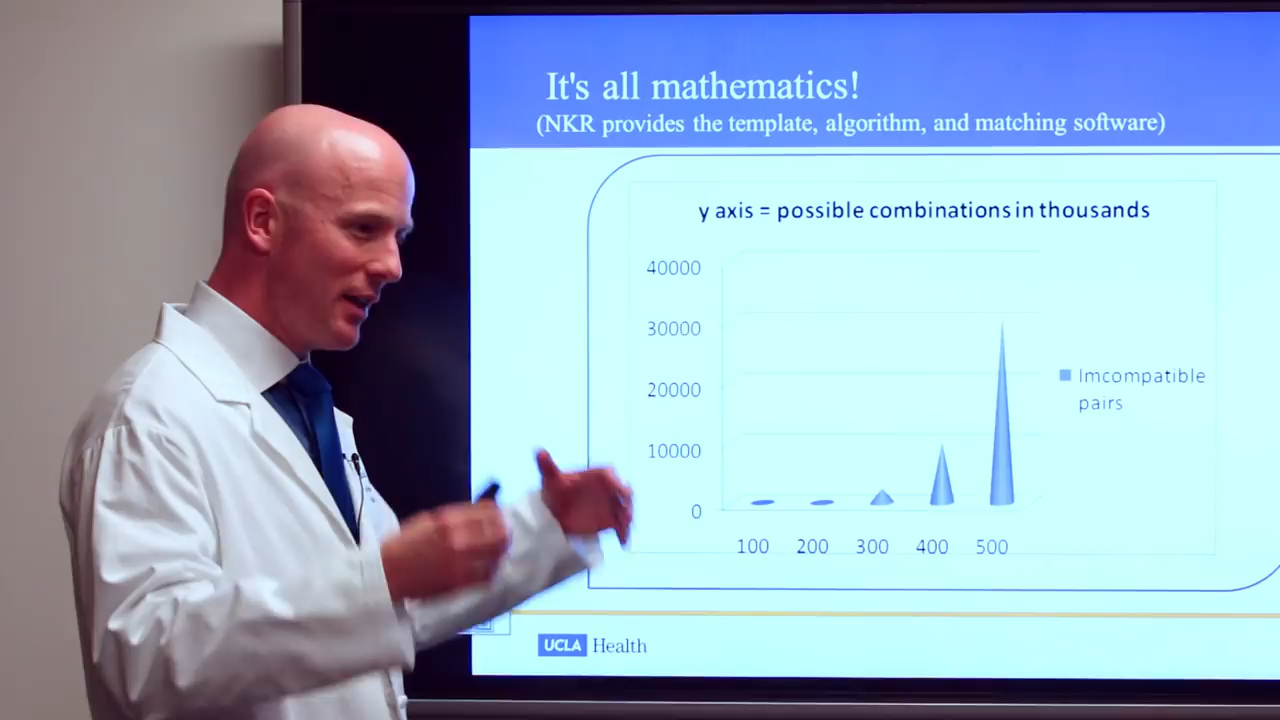 It's all mathematics!
(NKR provides the template, algorithm, and matching software)
y axis = possible combinations in thousands
40000
30000
20000
10000
0
Imcompatible
pairs
100 200 300 400 500
UCLA Health